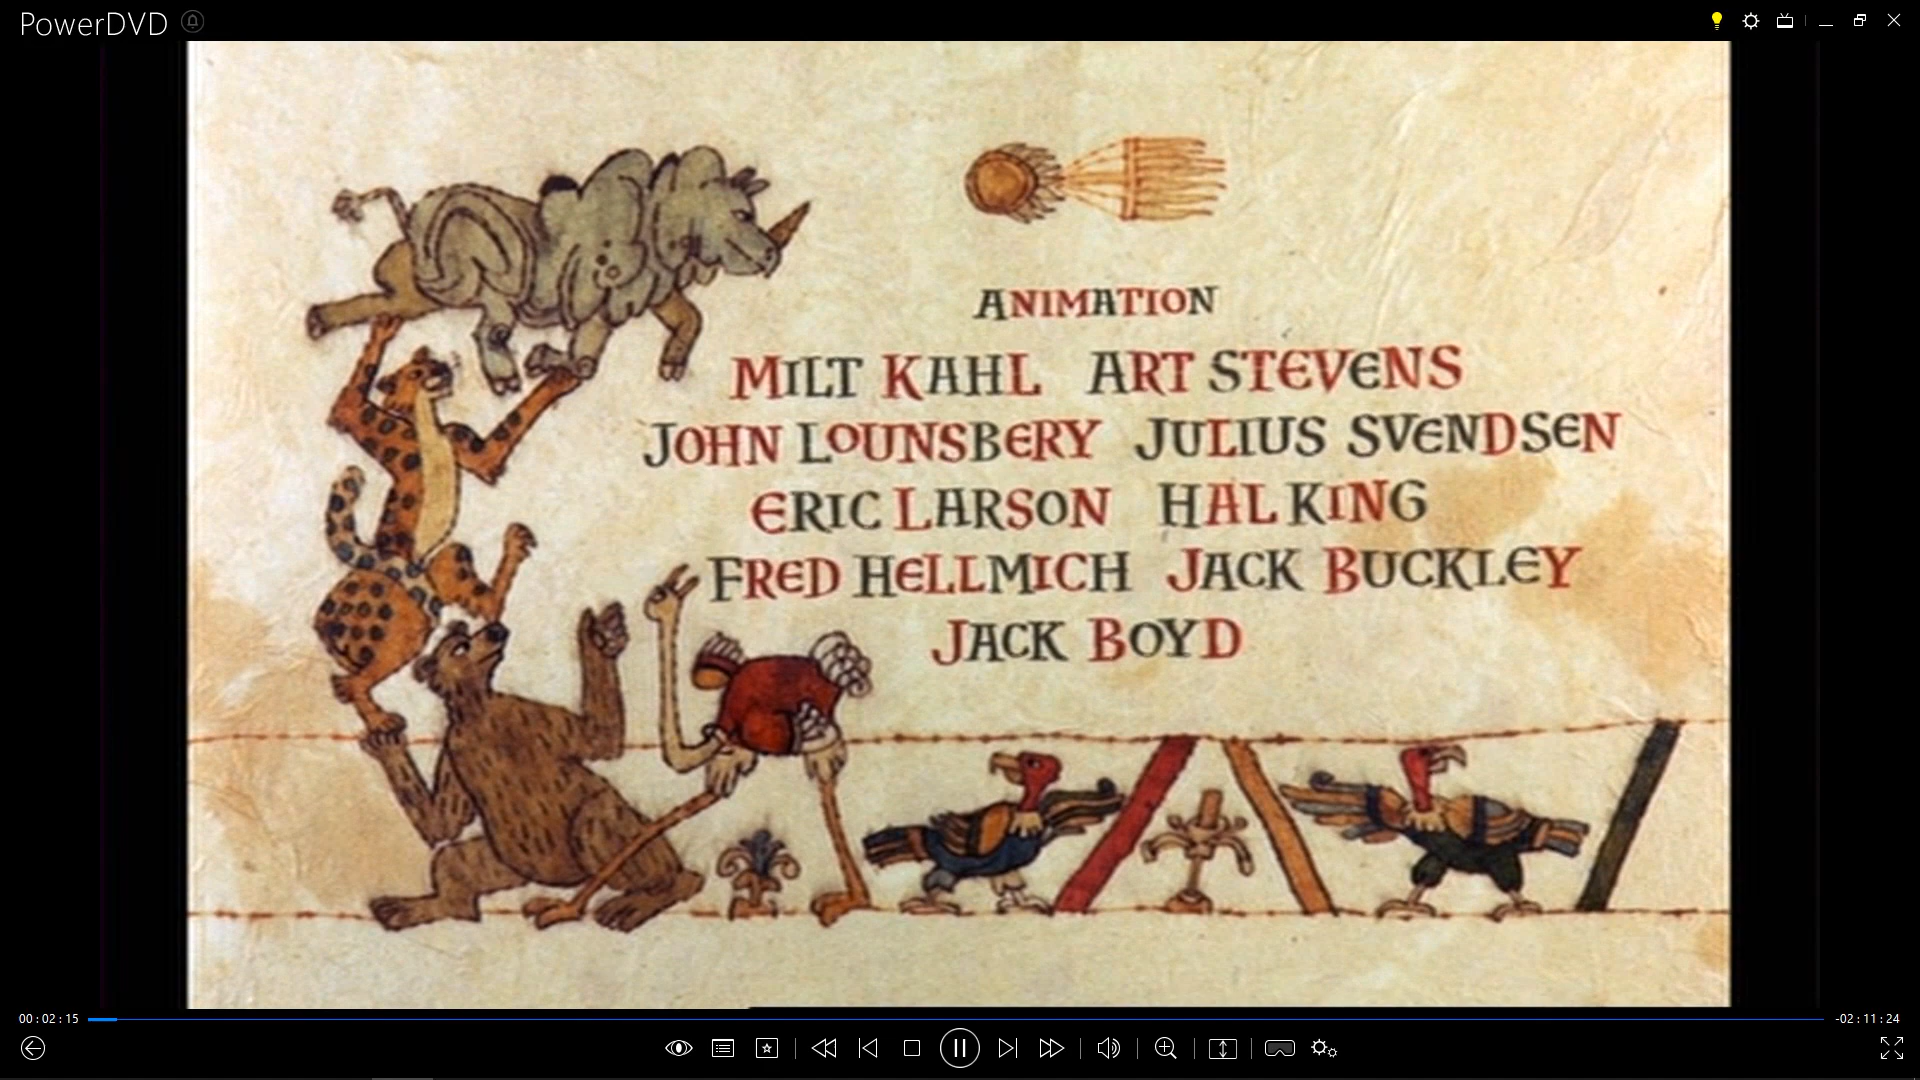 PowerDVD
ANIMATION
MILT KAHL ART STEVENS
JOHN LOUNSBERY JULIUS SVENDSEN
ERIC LARSON HAL KING
FRED HELLMICH JACK BUCKLEY
JACK BOYD
00:02:15
-02:11:24